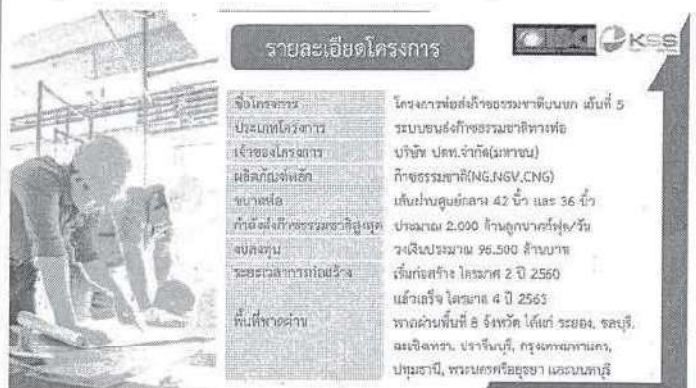 KSS
รายละเอียดโครงการ
ชื่อโครงการ โครงการท่อส่งก๊าซธรรมชาติบนบก เส้นที่ 5
ประเภทโครงการ ระบบขนส่งก๊าซธรรมชาติทางท่อ
เจ้าของโครงการ บริษัท ปตท.จำกัด(มหาชน)
ผลิตภัณฑ์หลัก ก๊าซธรรมชาติ(NG,NGV,CNG)
ขนาดท่อ เส้นผ่านศูนย์กลาง 42 นิ้ว และ 36 นิ้ว
กำลังส่งก๊าซธรรมชาติสูงสุด ประมาณ 2.000 ล้านลูกบาศก์ฟุต/วัน
งบลงทุน วงเงินประมาณ 96.500 ล้านบาท
ระยะเวลาการก่อสร้าง เริ่มก่อสร้าง ไตรมาศ 2 ปี 2560
แล้วเสร็จ ไตรมาส 4 ปี 2563
พื้นที่พาดผ่าน พาดผ่านพื้นที่ 8 จังหวัด ได้แก่ ระยอง, ชลบุรี,
ฉะเชิงเทรา, ปราจีนบุรี, กรุงเทพมหานคร,
ปทุมธานี, พระนครศรีอยุธยา และนนทบุรี